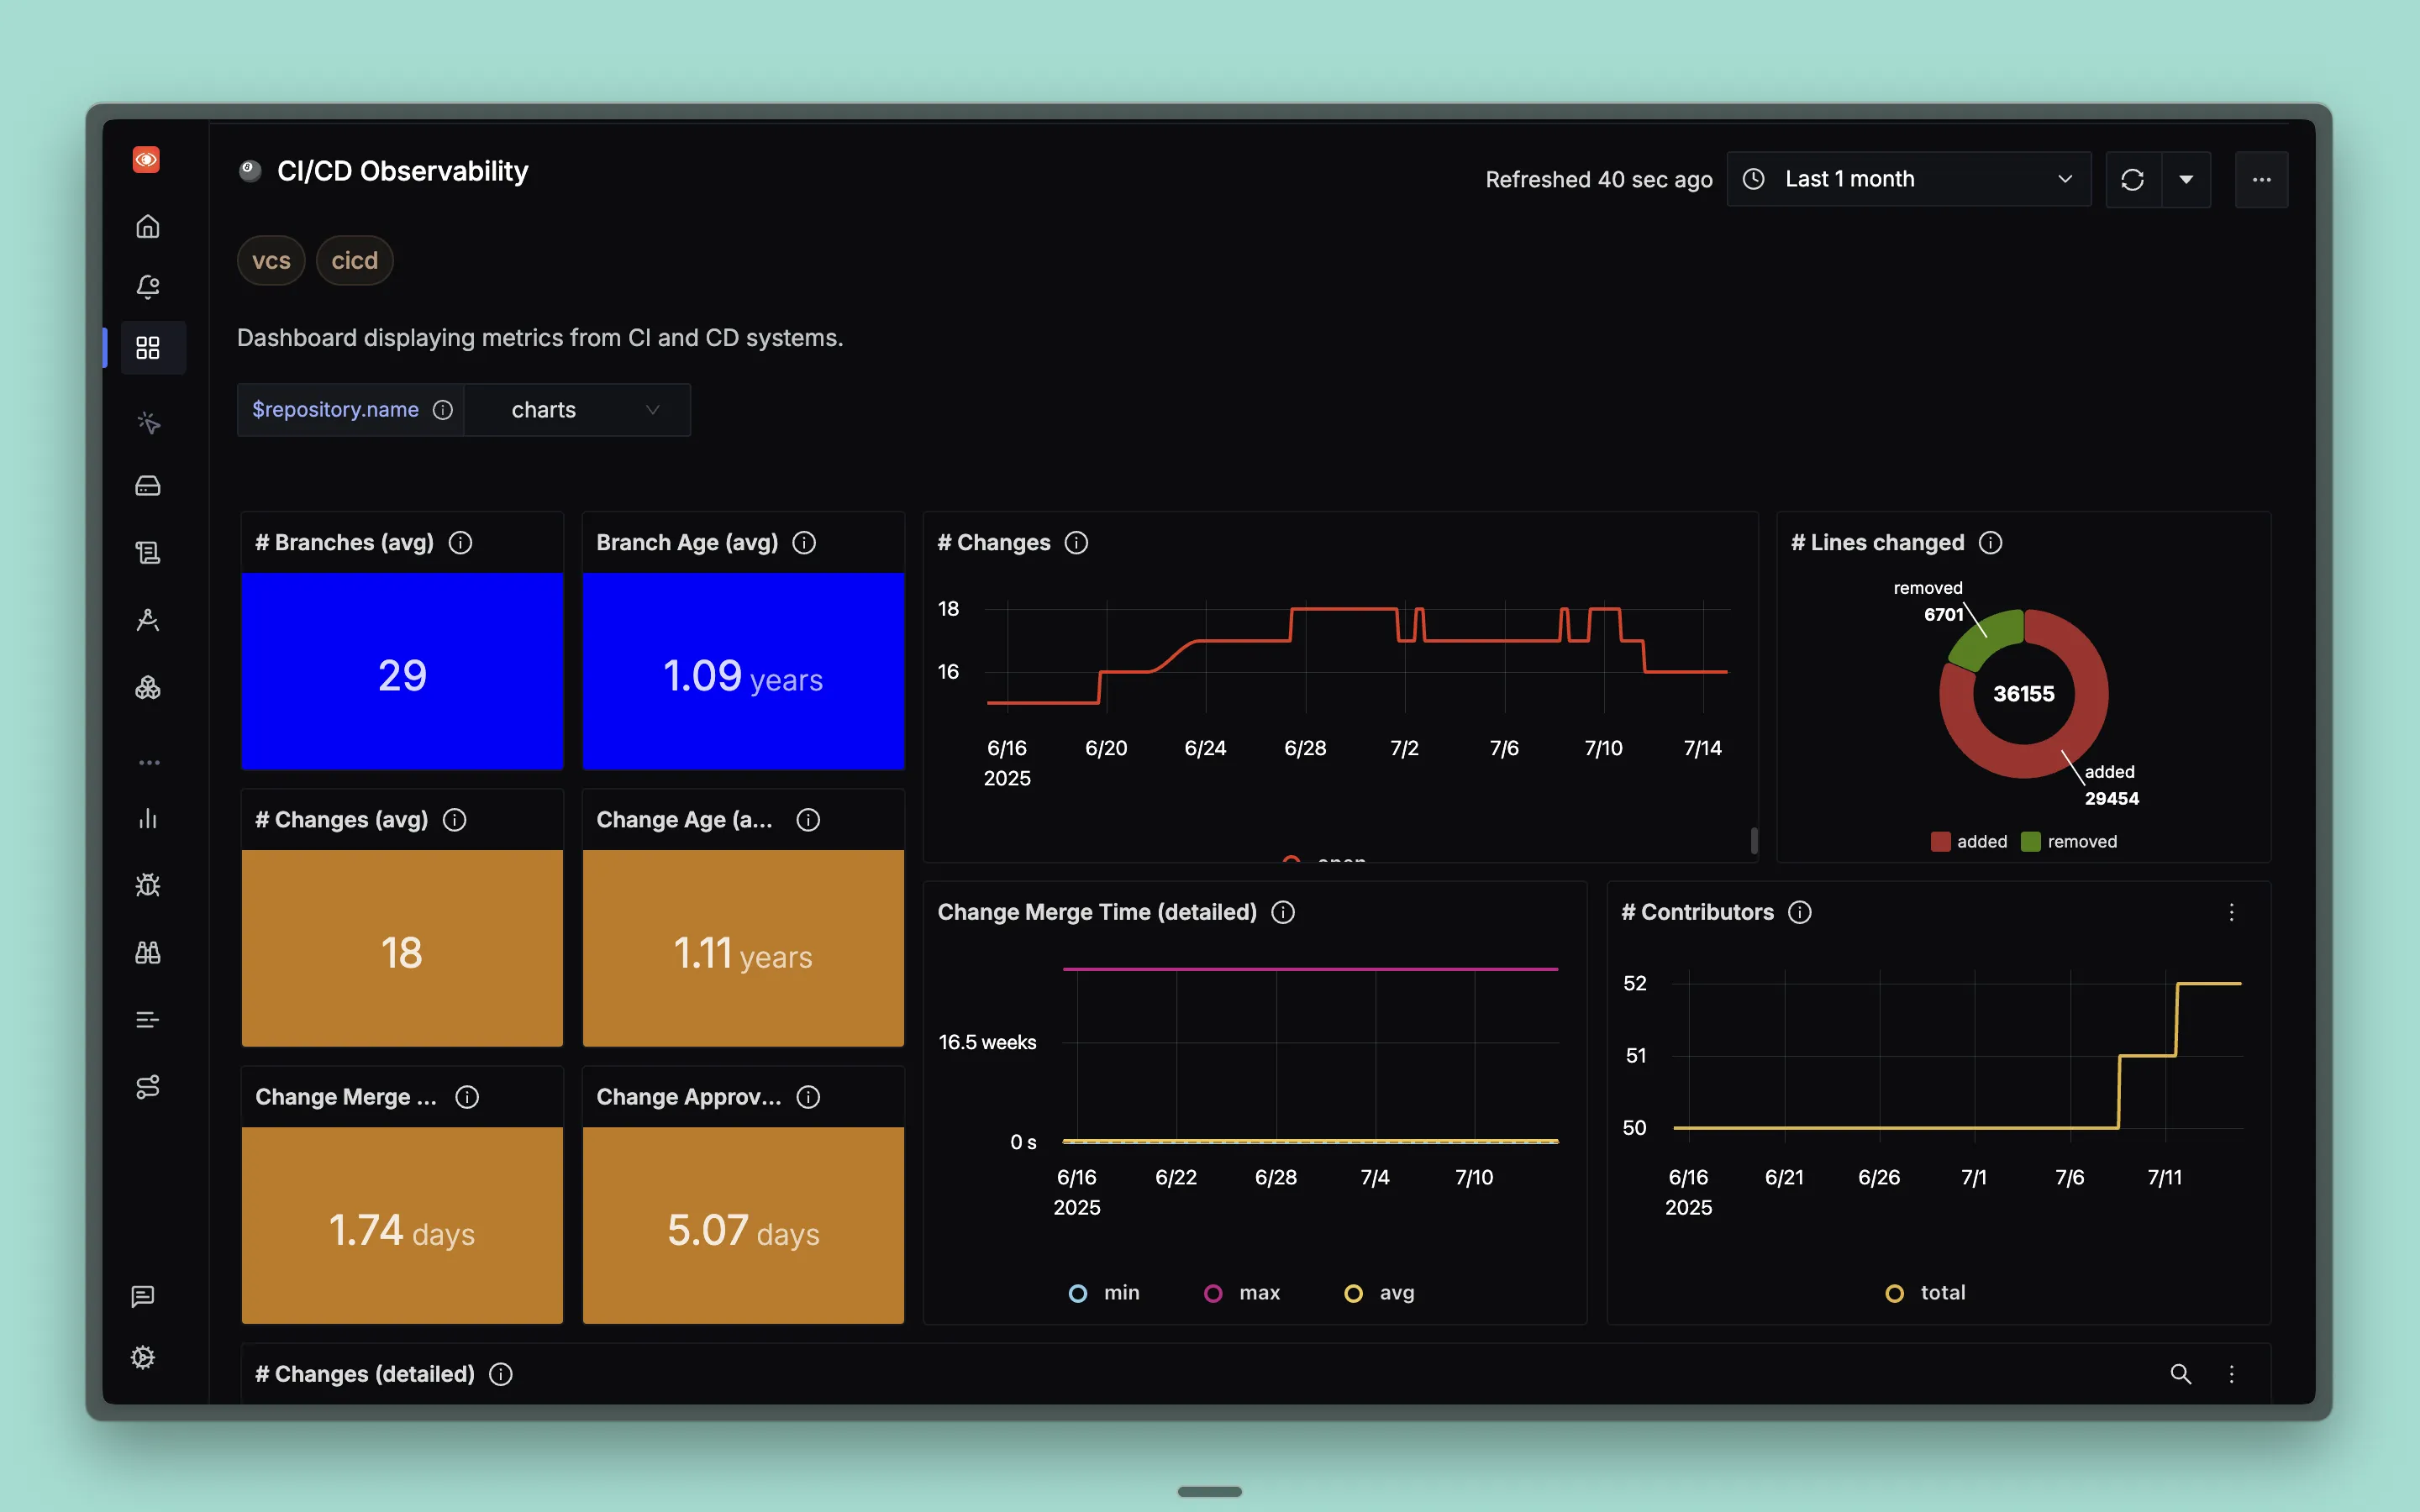 CI/CD Observability
Refreshed 40 sec ago
Last 1 month
vcs
cicd
Dashboard displaying metrics from CI and CD systems.
$repository.name
charts
# Branches (avg)
29
Branch Age (avg)
1.09 years
# Changes
18
16
6/16 6/20 6/24 6/28 7/2 7/6 7/10 7/14
2025
open
# Lines changed
removed
6701
36155
added
29454
added removed
# Changes (avg)
18
Change Age (a...
1.11 years
Change Merge ...
1.74 days
Change Approv...
5.07 days
Change Merge Time (detailed)
16.5 weeks
0 s
6/16 6/22 6/28 7/4 7/10
2025
min max avg
# Contributors
52
51
50
6/16 6/21 6/26 7/1 7/6 7/11
2025
total
# Changes (detailed)